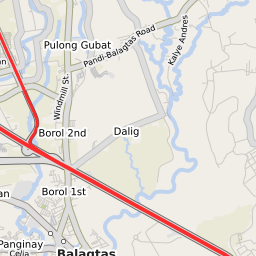 Pulong Gubat
Pandi-Balagtas Road
Kalye Andres
Windmill St.
Borol 2nd
Dalig
Borol 1st
Panginay
Balagtas